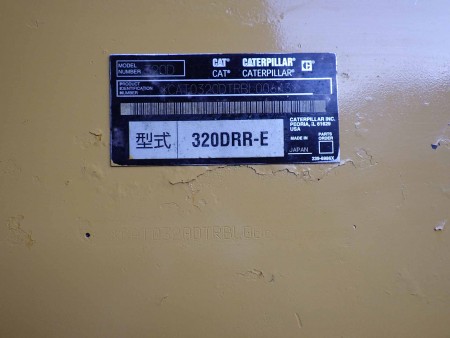 MODEL NUMBER 320D
CAT® CATERPILLAR®
CAT® CATERPILLAR®
PRODUCT IDENTIFICATION NUMBER
型式 320DRR-E
CATERPILLAR INC.
PEORIA, IL 61629
USA
MADE IN
JAPAN
PARTS ORDER